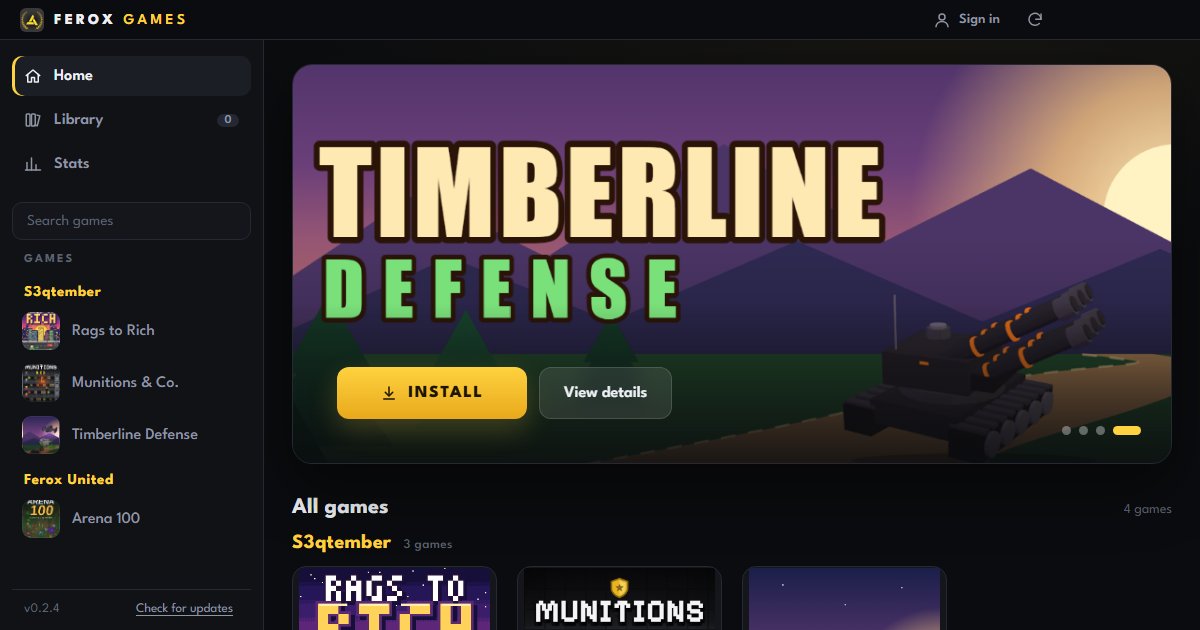 FEROX GAMES
Sign in
Home
Library
0
Stats
Search games
GAMES
S3qtember
RICH
Rags to Rich
MUNITIONS
Munitions & Co.
Timberline Defense
Ferox United
ARENA
100
Arena 100
v0.2.4
Check for updates
TIMBERLINE
DEFENSE
INSTALL
View details
All games
4 games
S3qtember
3 games
RAGS TO
RICH
MUNITIONS